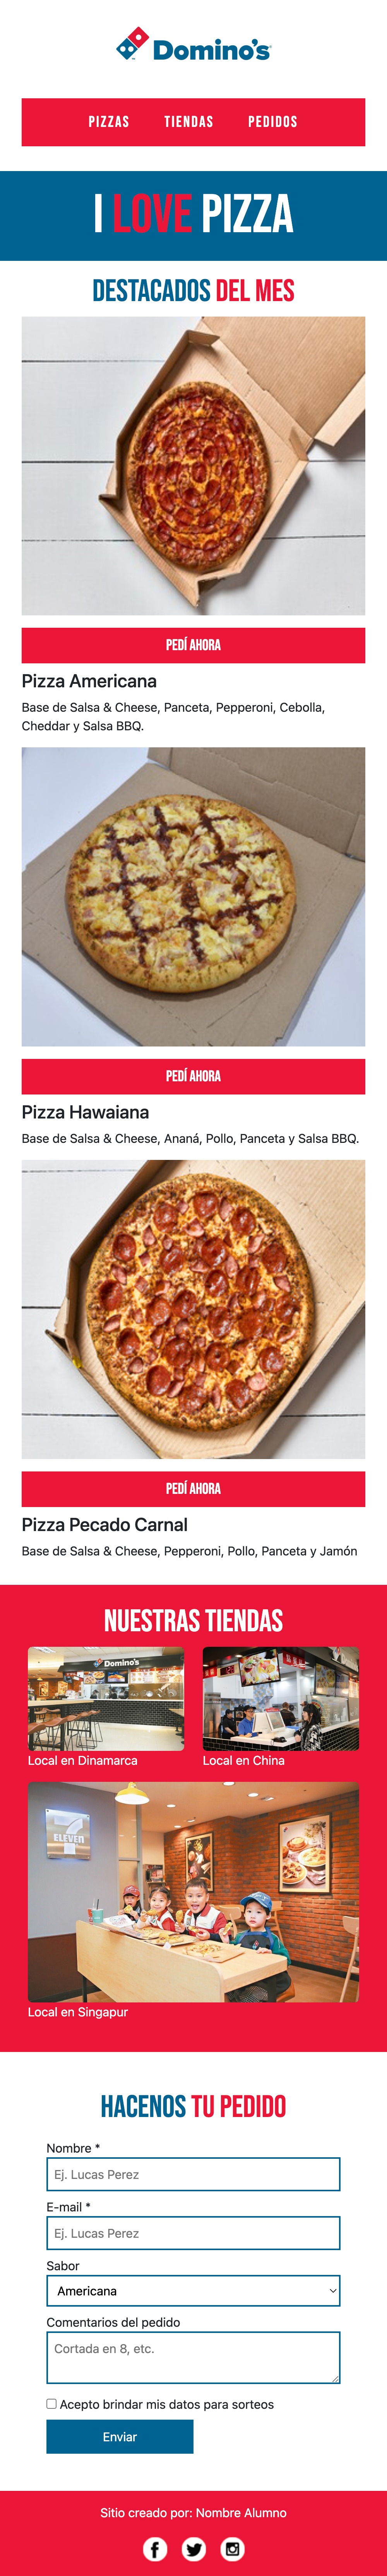 Domino's
PIZZAS TIENDAS PEDIDOS
I LOVE PIZZA
DESTACADOS DEL MES
PEDÍ AHORA
Pizza Americana
Base de Salsa & Cheese, Panceta, Pepperoni, Cebolla,
Cheddar y Salsa BBQ.
PEDÍ AHORA
Pizza Hawaiana
Base de Salsa & Cheese, Ananá, Pollo, Panceta y Salsa BBQ.
PEDÍ AHORA
Pizza Pecado Carnal
Base de Salsa & Cheese, Pepperoni, Pollo, Panceta y Jamón
NUESTRAS TIENDAS
Domino's
Local en Dinamarca
Local en China
7 ELEVEN
Local en Singapur
HACENOS TU PEDIDO
Nombre *
Ej. Lucas Perez
E-mail *
Ej. Lucas Perez
Sabor
Americana
Comentarios del pedido
Cortada en 8, etc.
Acepto brindar mis datos para sorteos
Enviar
Sitio creado por: Nombre Alumno